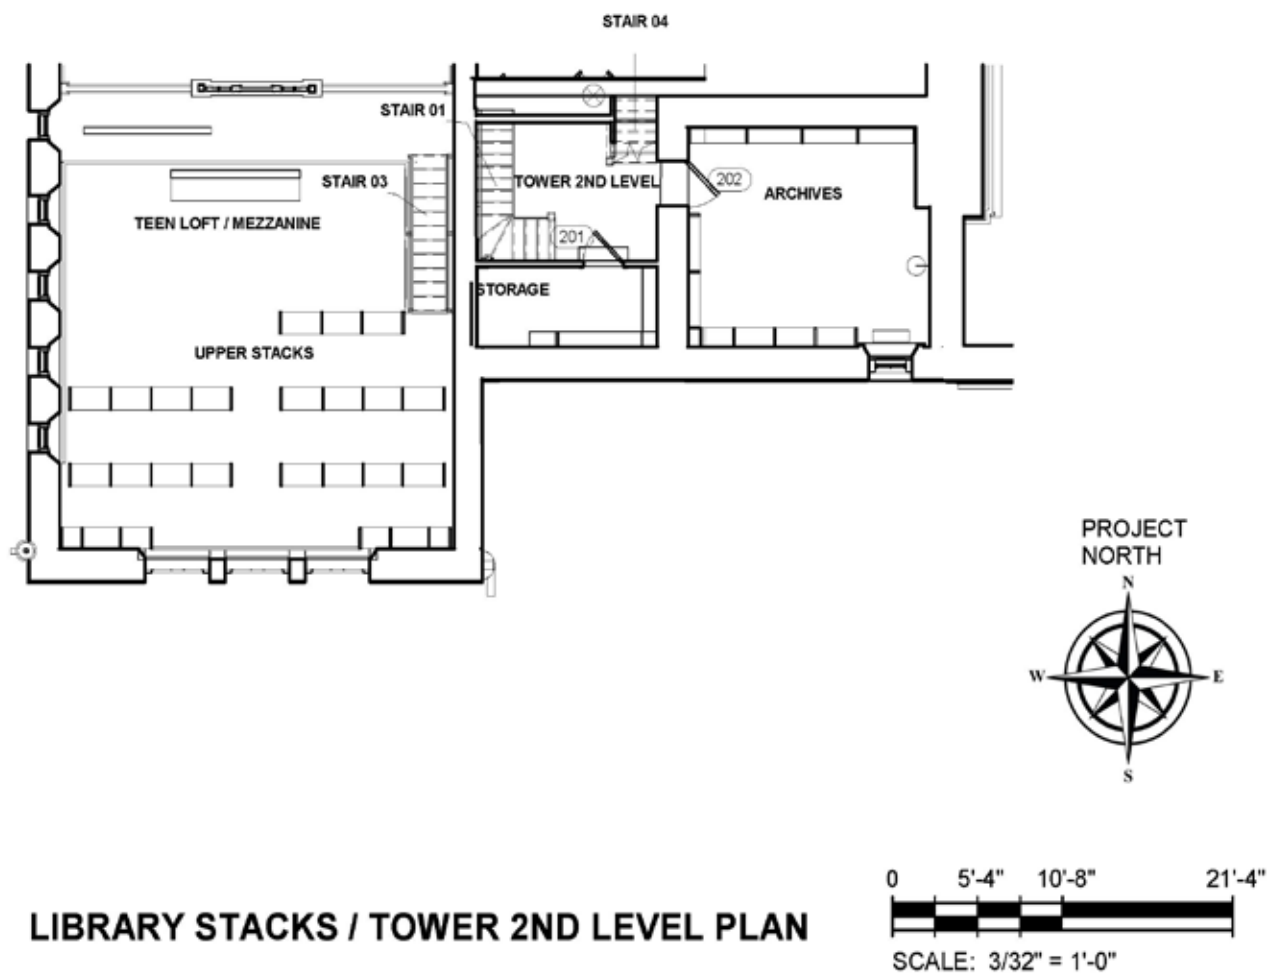 STAIR 04
STAIR 01
STAIR 03
TOWER 2ND LEVEL
202
ARCHIVES
TEEN LOFT / MEZZANINE
201
STORAGE
UPPER STACKS
PROJECT
NORTH
N
W
E
S
0 5'-4" 10'-8" 21'-4"
LIBRARY STACKS / TOWER 2ND LEVEL PLAN
SCALE: 3/32" = 1'-0"